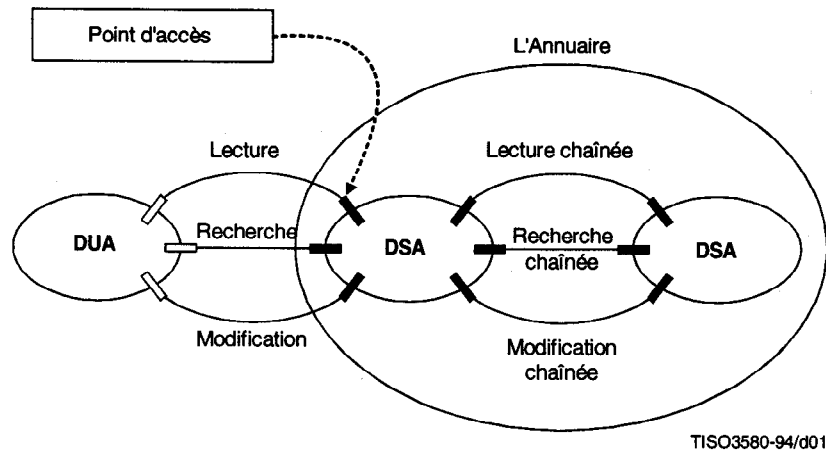 Point d'accès
L'Annuaire
Lecture
Lecture chaînée
DUA
Recherche
DSA
Recherche
chaînée
DSA
Modification
Modification
chaînée
TISO3580-94/d01